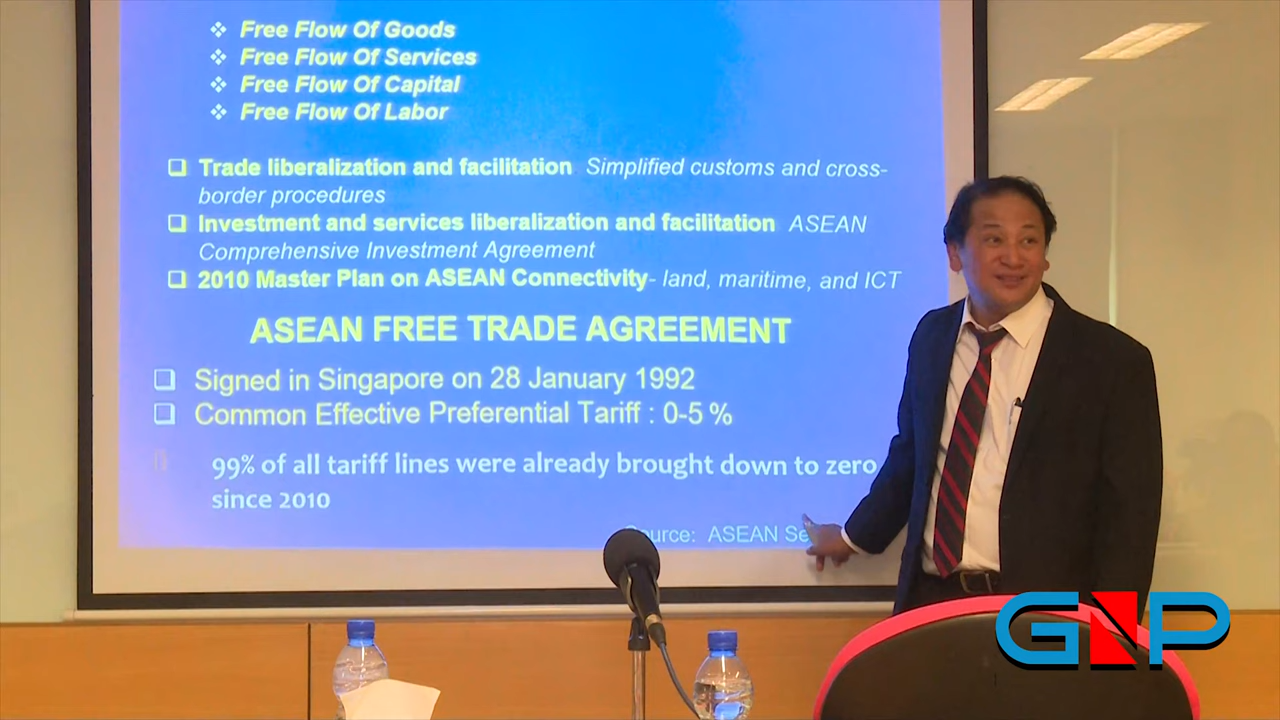 Free Flow Of Goods
Free Flow Of Services
Free Flow Of Capital
Free Flow Of Labor
Trade liberalization and facilitation Simplified customs and cross-
border procedures
Investment and services liberalization and facilitation ASEAN
Comprehensive Investment Agreement
2010 Master Plan on ASEAN Connectivity- land, maritime, and ICT
ASEAN FREE TRADE AGREEMENT
Signed in Singapore on 28 January 1992
Common Effective Preferential Tariff : 0-5 %
99% of all tariff lines were already brought down to zero
since 2010
Source: ASEAN
GNP